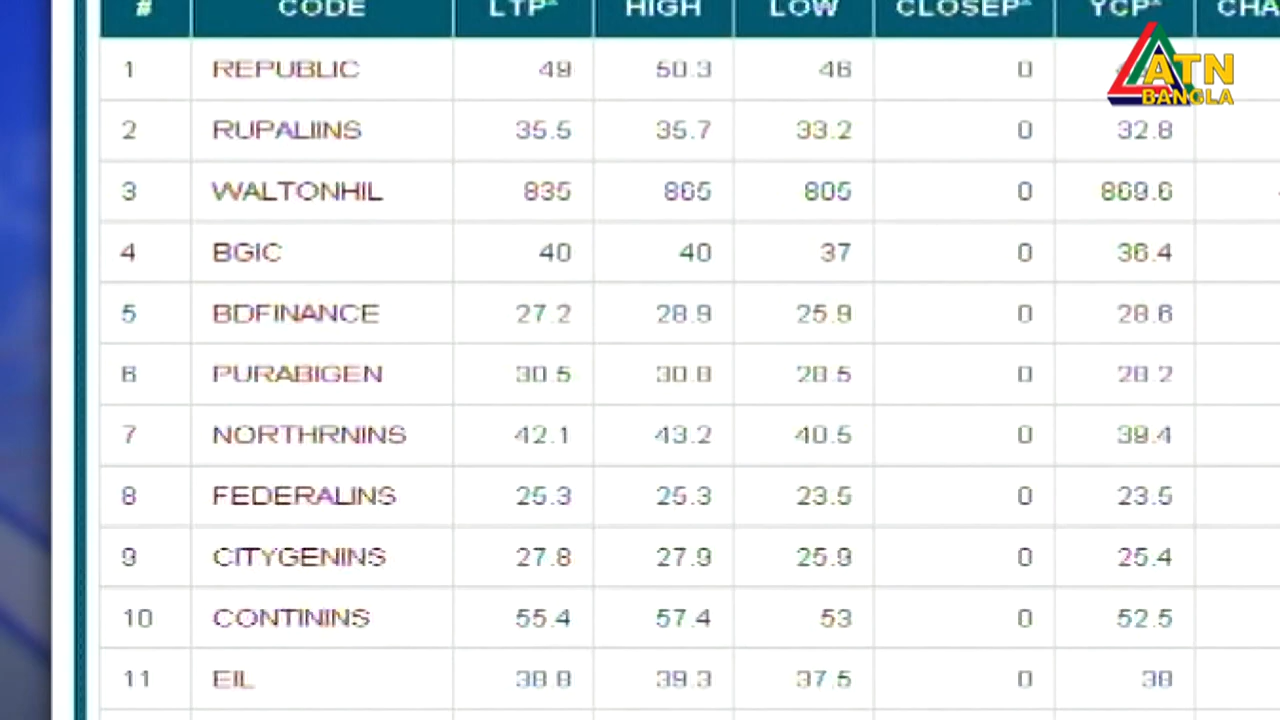 # CODE LTP* HIGH LOW CLOSEP* YCP* CHA
1 REPUBLIC 49 50.3 46 0
ATN
BANGLA
2 RUPALIINS 35.5 35.7 33.2 0 32.8
3 WALTONHIL 835 865 805 0 869.6
4 BGIC 40 40 37 0 36.4
5 BDFINANCE 27.2 28.9 25.9 0 28.6
6 PURABIGEN 30.5 30.8 28.5 0 28.2
7 NORTHRNINS 42.1 43.2 40.5 0 39.4
8 FEDERALINS 25.3 25.3 23.5 0 23.5
9 CITYGENINS 27.8 27.9 25.9 0 25.4
10 CONTININS 55.4 57.4 53 0 52.5
11 EIL 38.8 39.3 37.5 0 38